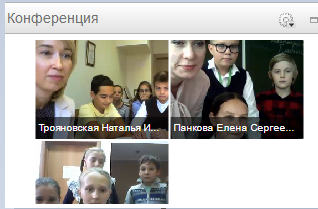 Конференция
Трояновская Наталья И...
Панкова Елена Сергее...